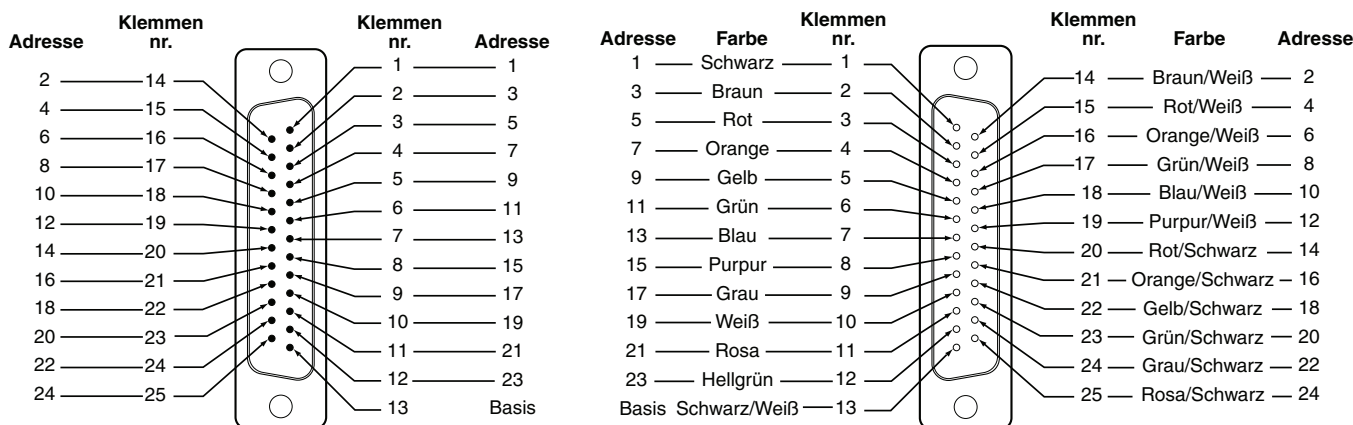 Adresse Klemmen nr. Klemmen nr. Adresse
1 1
2 14
2 3
4 15
3 5
6 16
4 7
8 17
5 9
10 18
6 11
12 19
7 13
14 20
8 15
16 21
9 17
18 22
10 19
20 23
11 21
22 24
12 23
24 25
13 Basis
Adresse Farbe Klemmen nr. Klemmen nr. Farbe Adresse
1 Schwarz 1
14 Braun/Weiß 2
3 Braun 2
15 Rot/Weiß 4
5 Rot 3
16 Orange/Weiß 6
7 Orange 4
17 Grün/Weiß 8
9 Gelb 5
18 Blau/Weiß 10
11 Grün 6
19 Purpur/Weiß 12
13 Blau 7
20 Rot/Schwarz 14
15 Purpur 8
21 Orange/Schwarz 16
17 Grau 9
22 Gelb/Schwarz 18
19 Weiß 10
23 Grün/Schwarz 20
21 Rosa 11
24 Grau/Schwarz 22
23 Hellgrün 12
25 Rosa/Schwarz 24
Basis Schwarz/Weiß 13